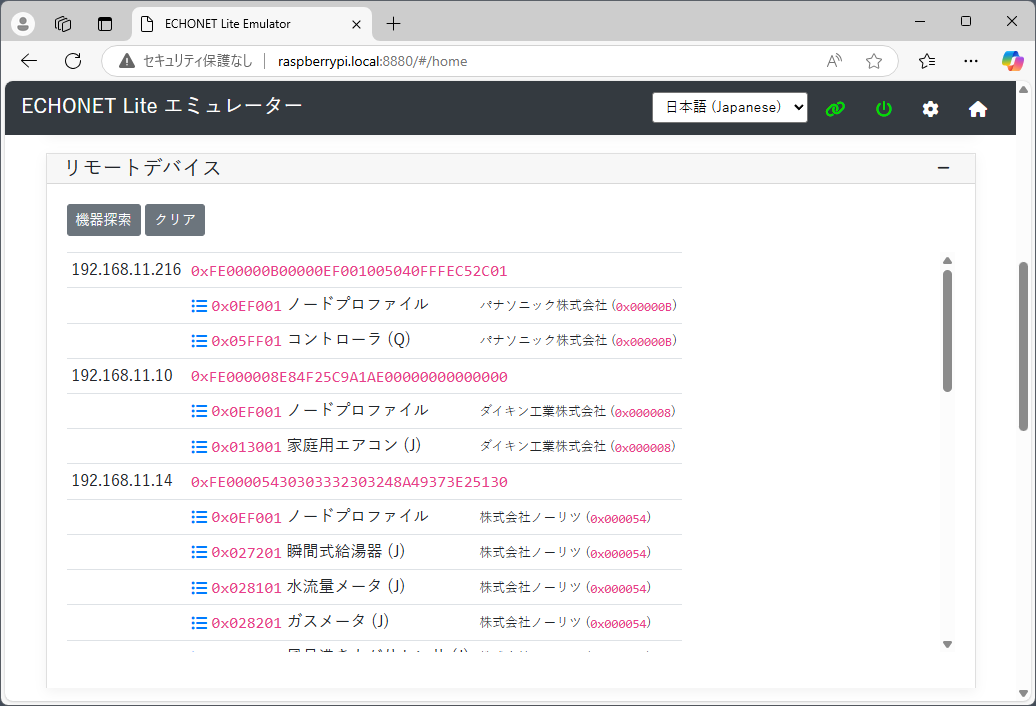 ECHONET Lite Emulator
セキュリティ保護なし raspberrypi.local:8880/#/home
ECHONET Lite エミュレーター 日本語 (Japanese)
リモートデバイス
機器探索 クリア
192.168.11.216 0xFE00000B00000EF001005040FFFEC52C01
0x0EF001 ノードプロファイル パナソニック株式会社 (0x00000B)
0x05FF01 コントローラ (Q) パナソニック株式会社 (0x00000B)
192.168.11.10 0xFE000008E84F25C9A1AE00000000000000
0x0EF001 ノードプロファイル ダイキン工業株式会社 (0x000008)
0x013001 家庭用エアコン (J) ダイキン工業株式会社 (0x000008)
192.168.11.14 0xFE00005430303332303248A49373E25130
0x0EF001 ノードプロファイル 株式会社ノーリツ (0x000054)
0x027201 瞬間式給湯器 (J) 株式会社ノーリツ (0x000054)
0x028101 水流量メータ (J) 株式会社ノーリツ (0x000054)
0x028201 ガスメータ (J) 株式会社ノーリツ (0x000054)